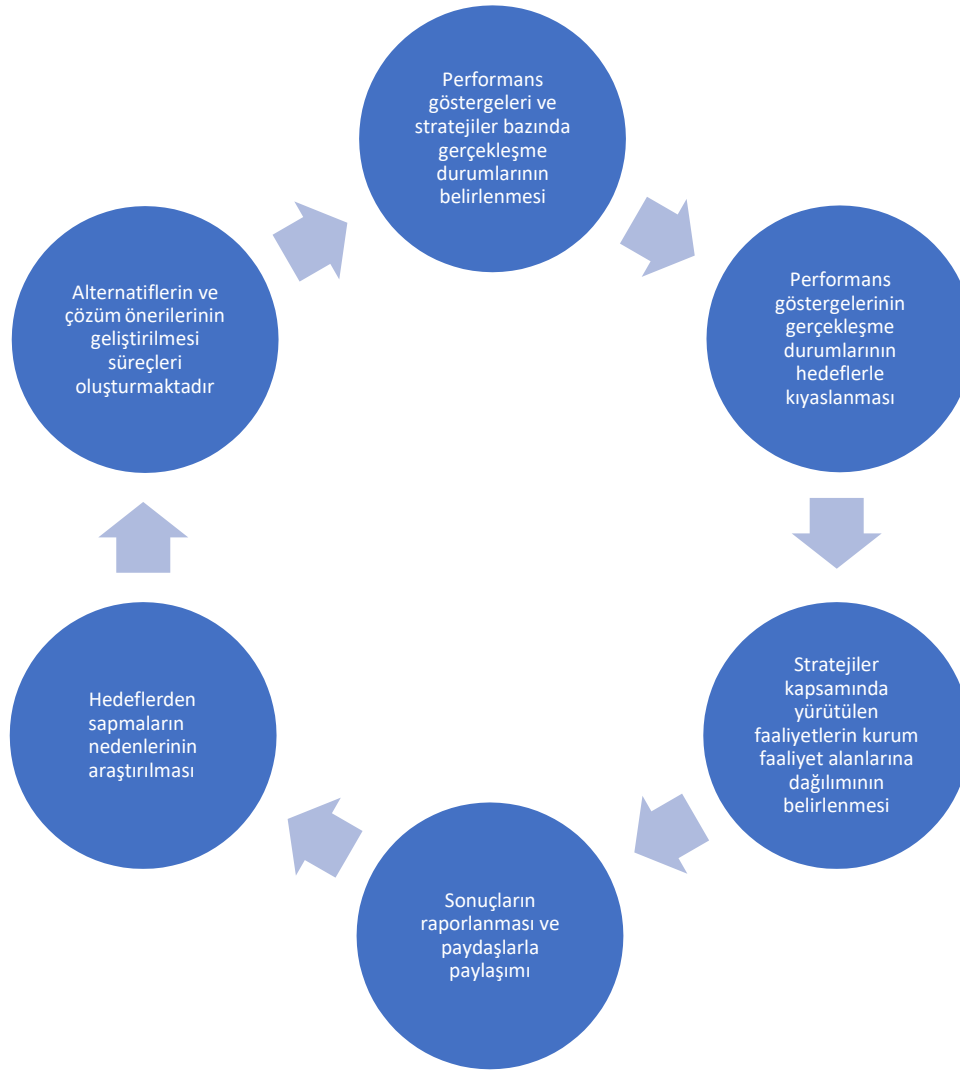 Performans
göstergeleri ve
stratejiler bazında
gerçekleşme
durumlarının
belirlenmesi
Performans
göstergelerinin
gerçekleşme
durumlarının
hedeflerle
kıyaslanması
Stratejiler
kapsamında
yürütülen
faaliyetlerin kurum
faaliyet alanlarına
dağılımının
belirlenmesi
Sonuçların
raporlanması ve
paydaşlarla
paylaşımı
Hedeflerden
sapmaların
nedenlerinin
araştırılması
Alternatiflerin ve
çözüm önerilerinin
geliştirilmesi
süreçleri
oluşturmaktadır